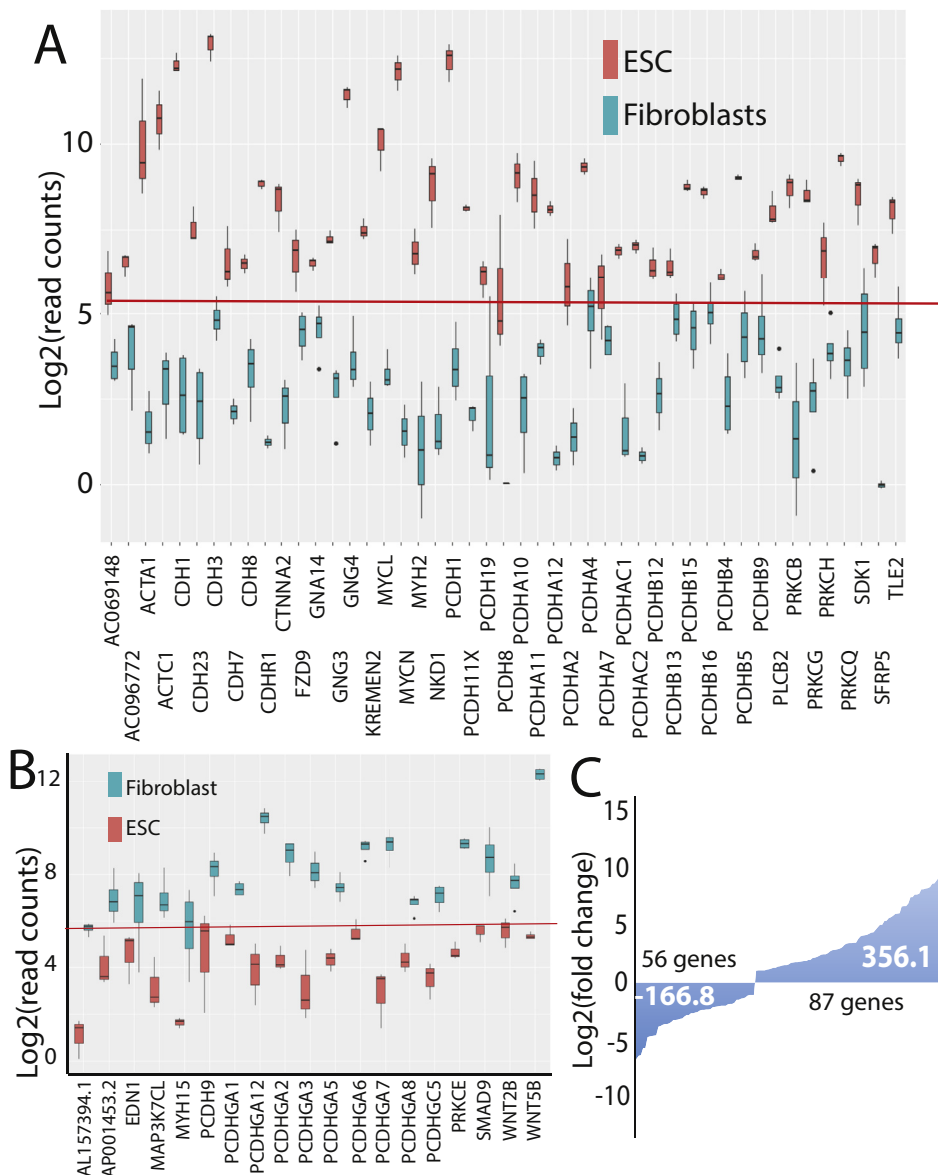 A
ESC
Fibroblasts
Log2(read counts)
10
5
0
AC069148
AC096772
ACTA1
ACTC1
CDH1
CDH23
CDH3
CDH7
CDH8
CDHR1
CTNNA2
FZD9
GNA14
GNG3
GNG4
KREMEN2
MYCL
MYCN
MYH2
NKD1
PCDH1
PCDH11X
PCDH19
PCDH8
PCDHA10
PCDHA11
PCDHA12
PCDHA2
PCDHA4
PCDHA7
PCDHAC1
PCDHAC2
PCDHB12
PCDHB13
PCDHB15
PCDHB16
PCDHB4
PCDHB5
PCDHB9
PLCB2
PRKCB
PRKCG
PRKCH
PRKCQ
SDK1
SFRP5
TLE2
B
Fibroblast
ESC
Log2(read counts)
12
8
4
0
AL157394.1
AP001453.2
EDN1
MAP3K7CL
MYH15
PCDH9
PCDHGA1
PCDHGA12
PCDHGA2
PCDHGA3
PCDHGA5
PCDHGA6
PCDHGA7
PCDHGA8
PCDHGC5
PRKCE
SMAD9
WNT2B
WNT5B
C
Log2(fold change)
15
10
5
0
-5
-10
56 genes
-166.8
356.1
87 genes